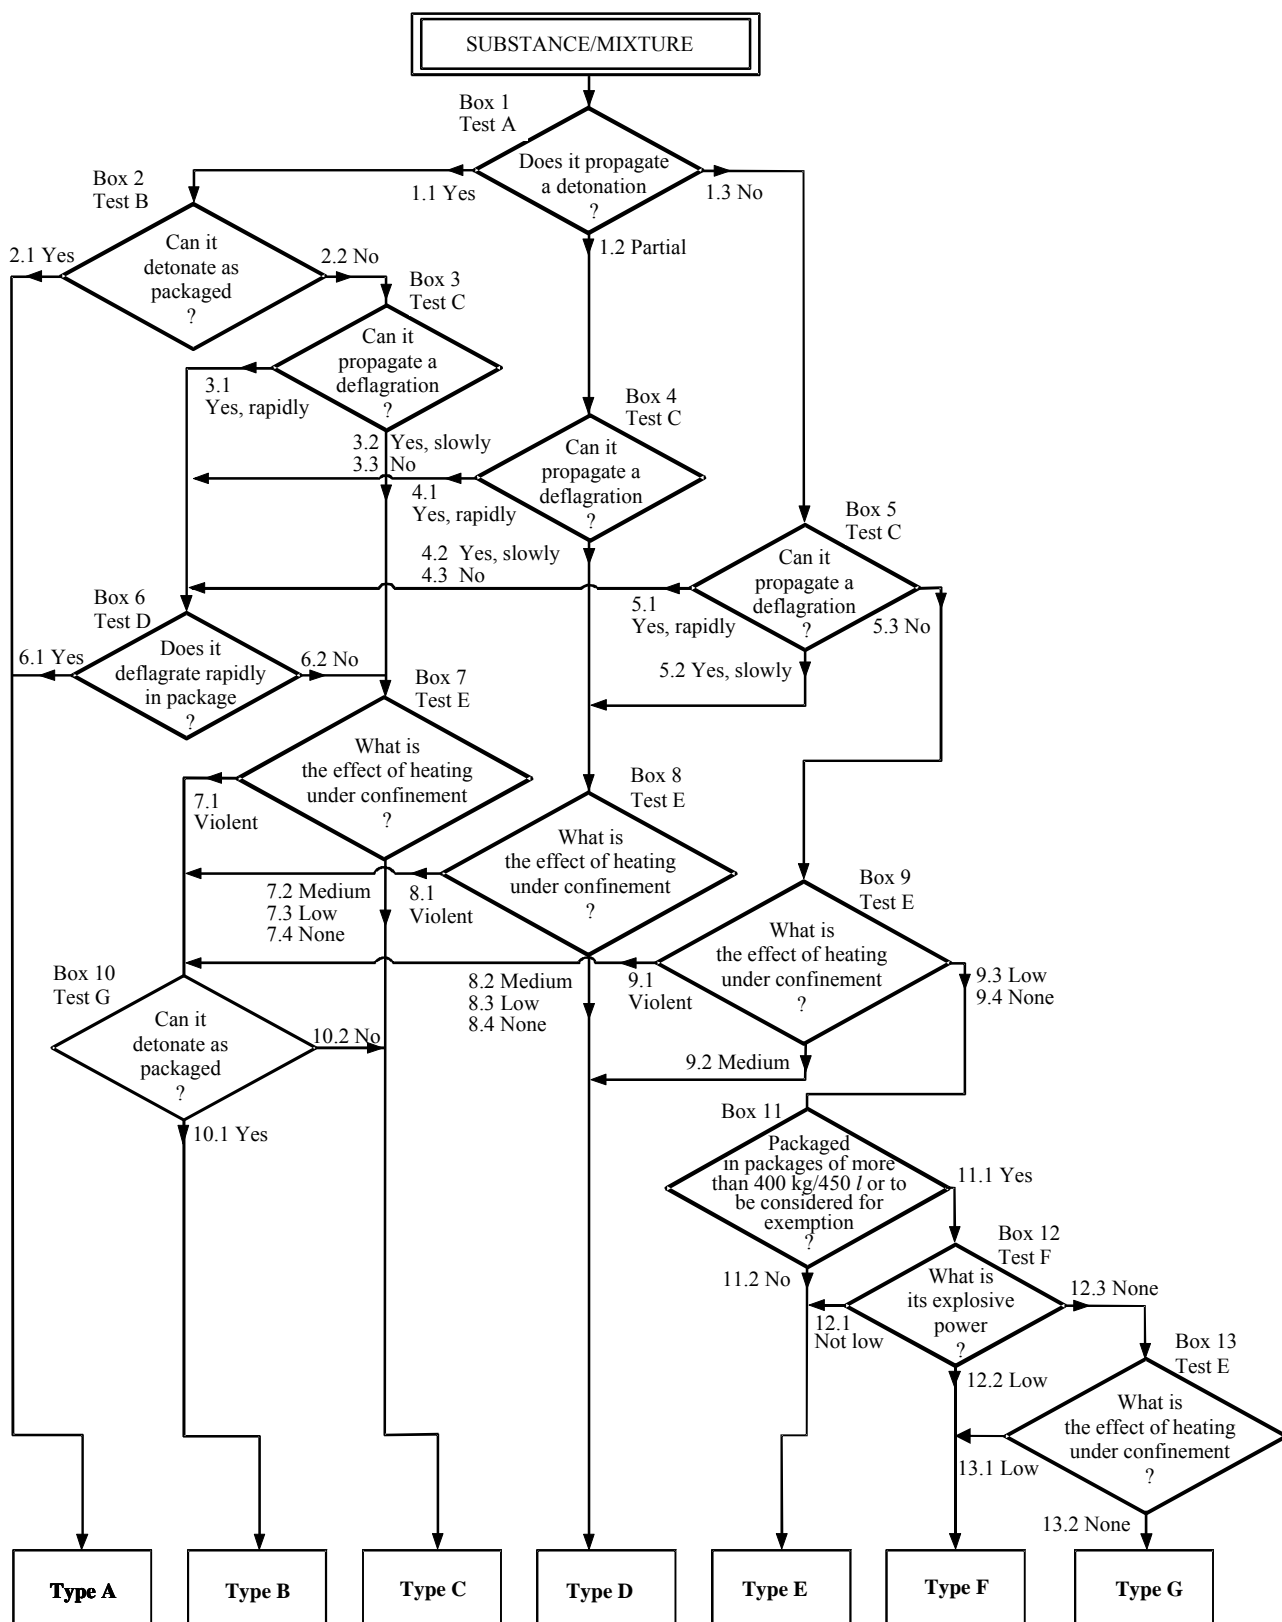 SUBSTANCE/MIXTURE
Box 1
Test A
Does it propagate
a detonation
?
1.1 Yes
1.2 Partial
1.3 No
Box 2
Test B
Can it
detonate as
packaged
?
2.1 Yes
2.2 No
Box 3
Test C
Can it
propagate a
deflagration
?
3.1
Yes, rapidly
3.2 Yes, slowly
3.3 No
Box 4
Test C
Can it
propagate a
deflagration
?
4.1
Yes, rapidly
4.2 Yes, slowly
4.3 No
Box 5
Test C
Can it
propagate a
deflagration
?
5.1
Yes, rapidly
5.2 Yes, slowly
5.3 No
Box 6
Test D
Does it
deflagrate rapidly
in package
?
6.1 Yes
6.2 No
Box 7
Test E
What is
the effect of heating
under confinement
?
7.1
Violent
7.2 Medium
7.3 Low
7.4 None
Box 8
Test E
What is
the effect of heating
under confinement
?
8.1
Violent
8.2 Medium
8.3 Low
8.4 None
Box 9
Test E
What is
the effect of heating
under confinement
?
9.1
Violent
9.2 Medium
9.3 Low
9.4 None
Box 10
Test G
Can it
detonate as
packaged
?
10.1 Yes
10.2 No
Box 11
Packaged
in packages of more
than 400 kg/450 l or to
be considered for
exemption
?
11.1 Yes
11.2 No
Box 12
Test F
What is
its explosive
power
?
12.1
Not low
12.2 Low
12.3 None
Box 13
Test E
What is
the effect of heating
under confinement
?
13.1 Low
13.2 None
Type A
Type B
Type C
Type D
Type E
Type F
Type G